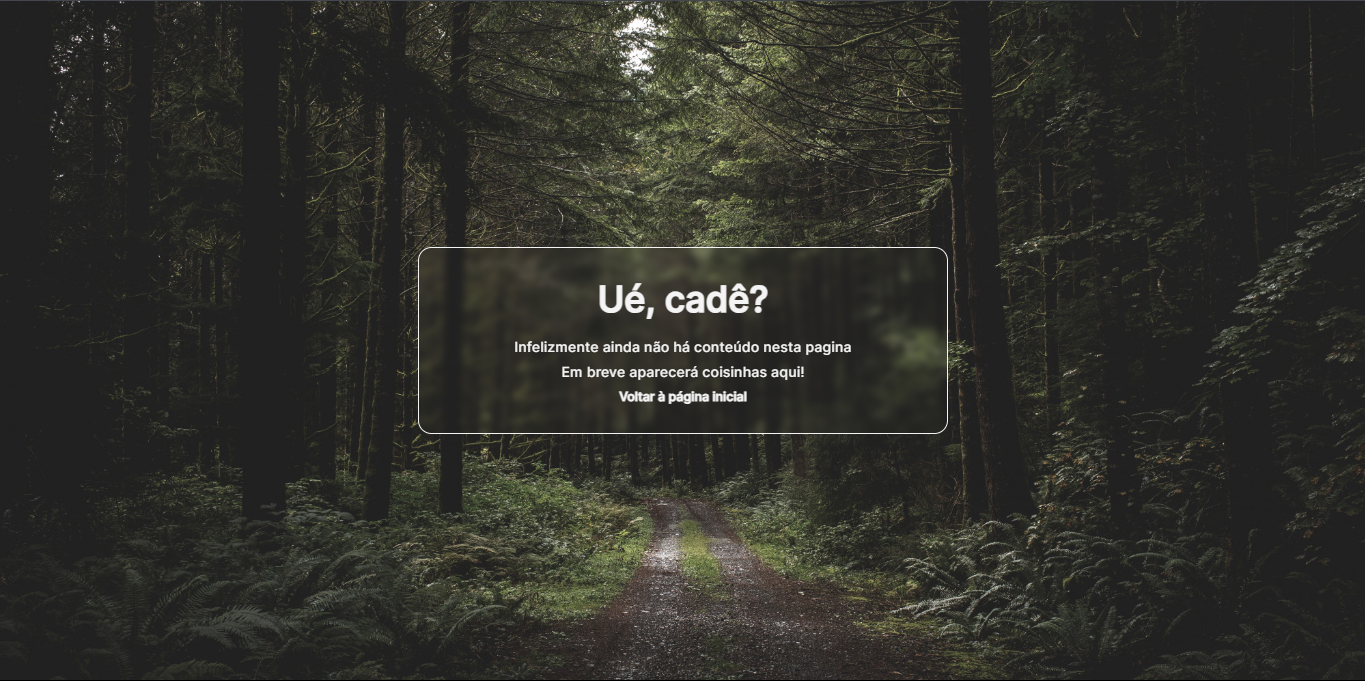 Ué, cadê?
Infelizmente ainda não há conteúdo nesta pagina
Em breve aparecerá coisinhas aqui!
Voltar à página inicial